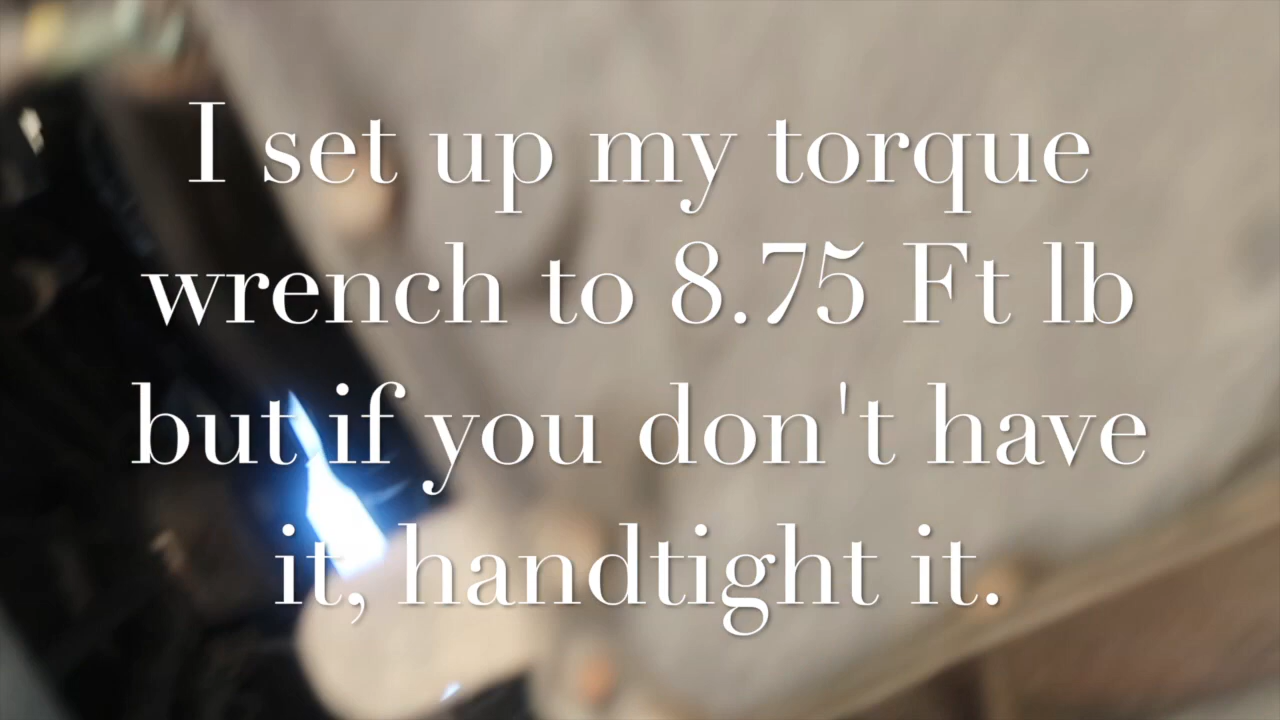 I set up my torque
wrench to 8.75 Ft lb
but if you don't have
it, handtight it.